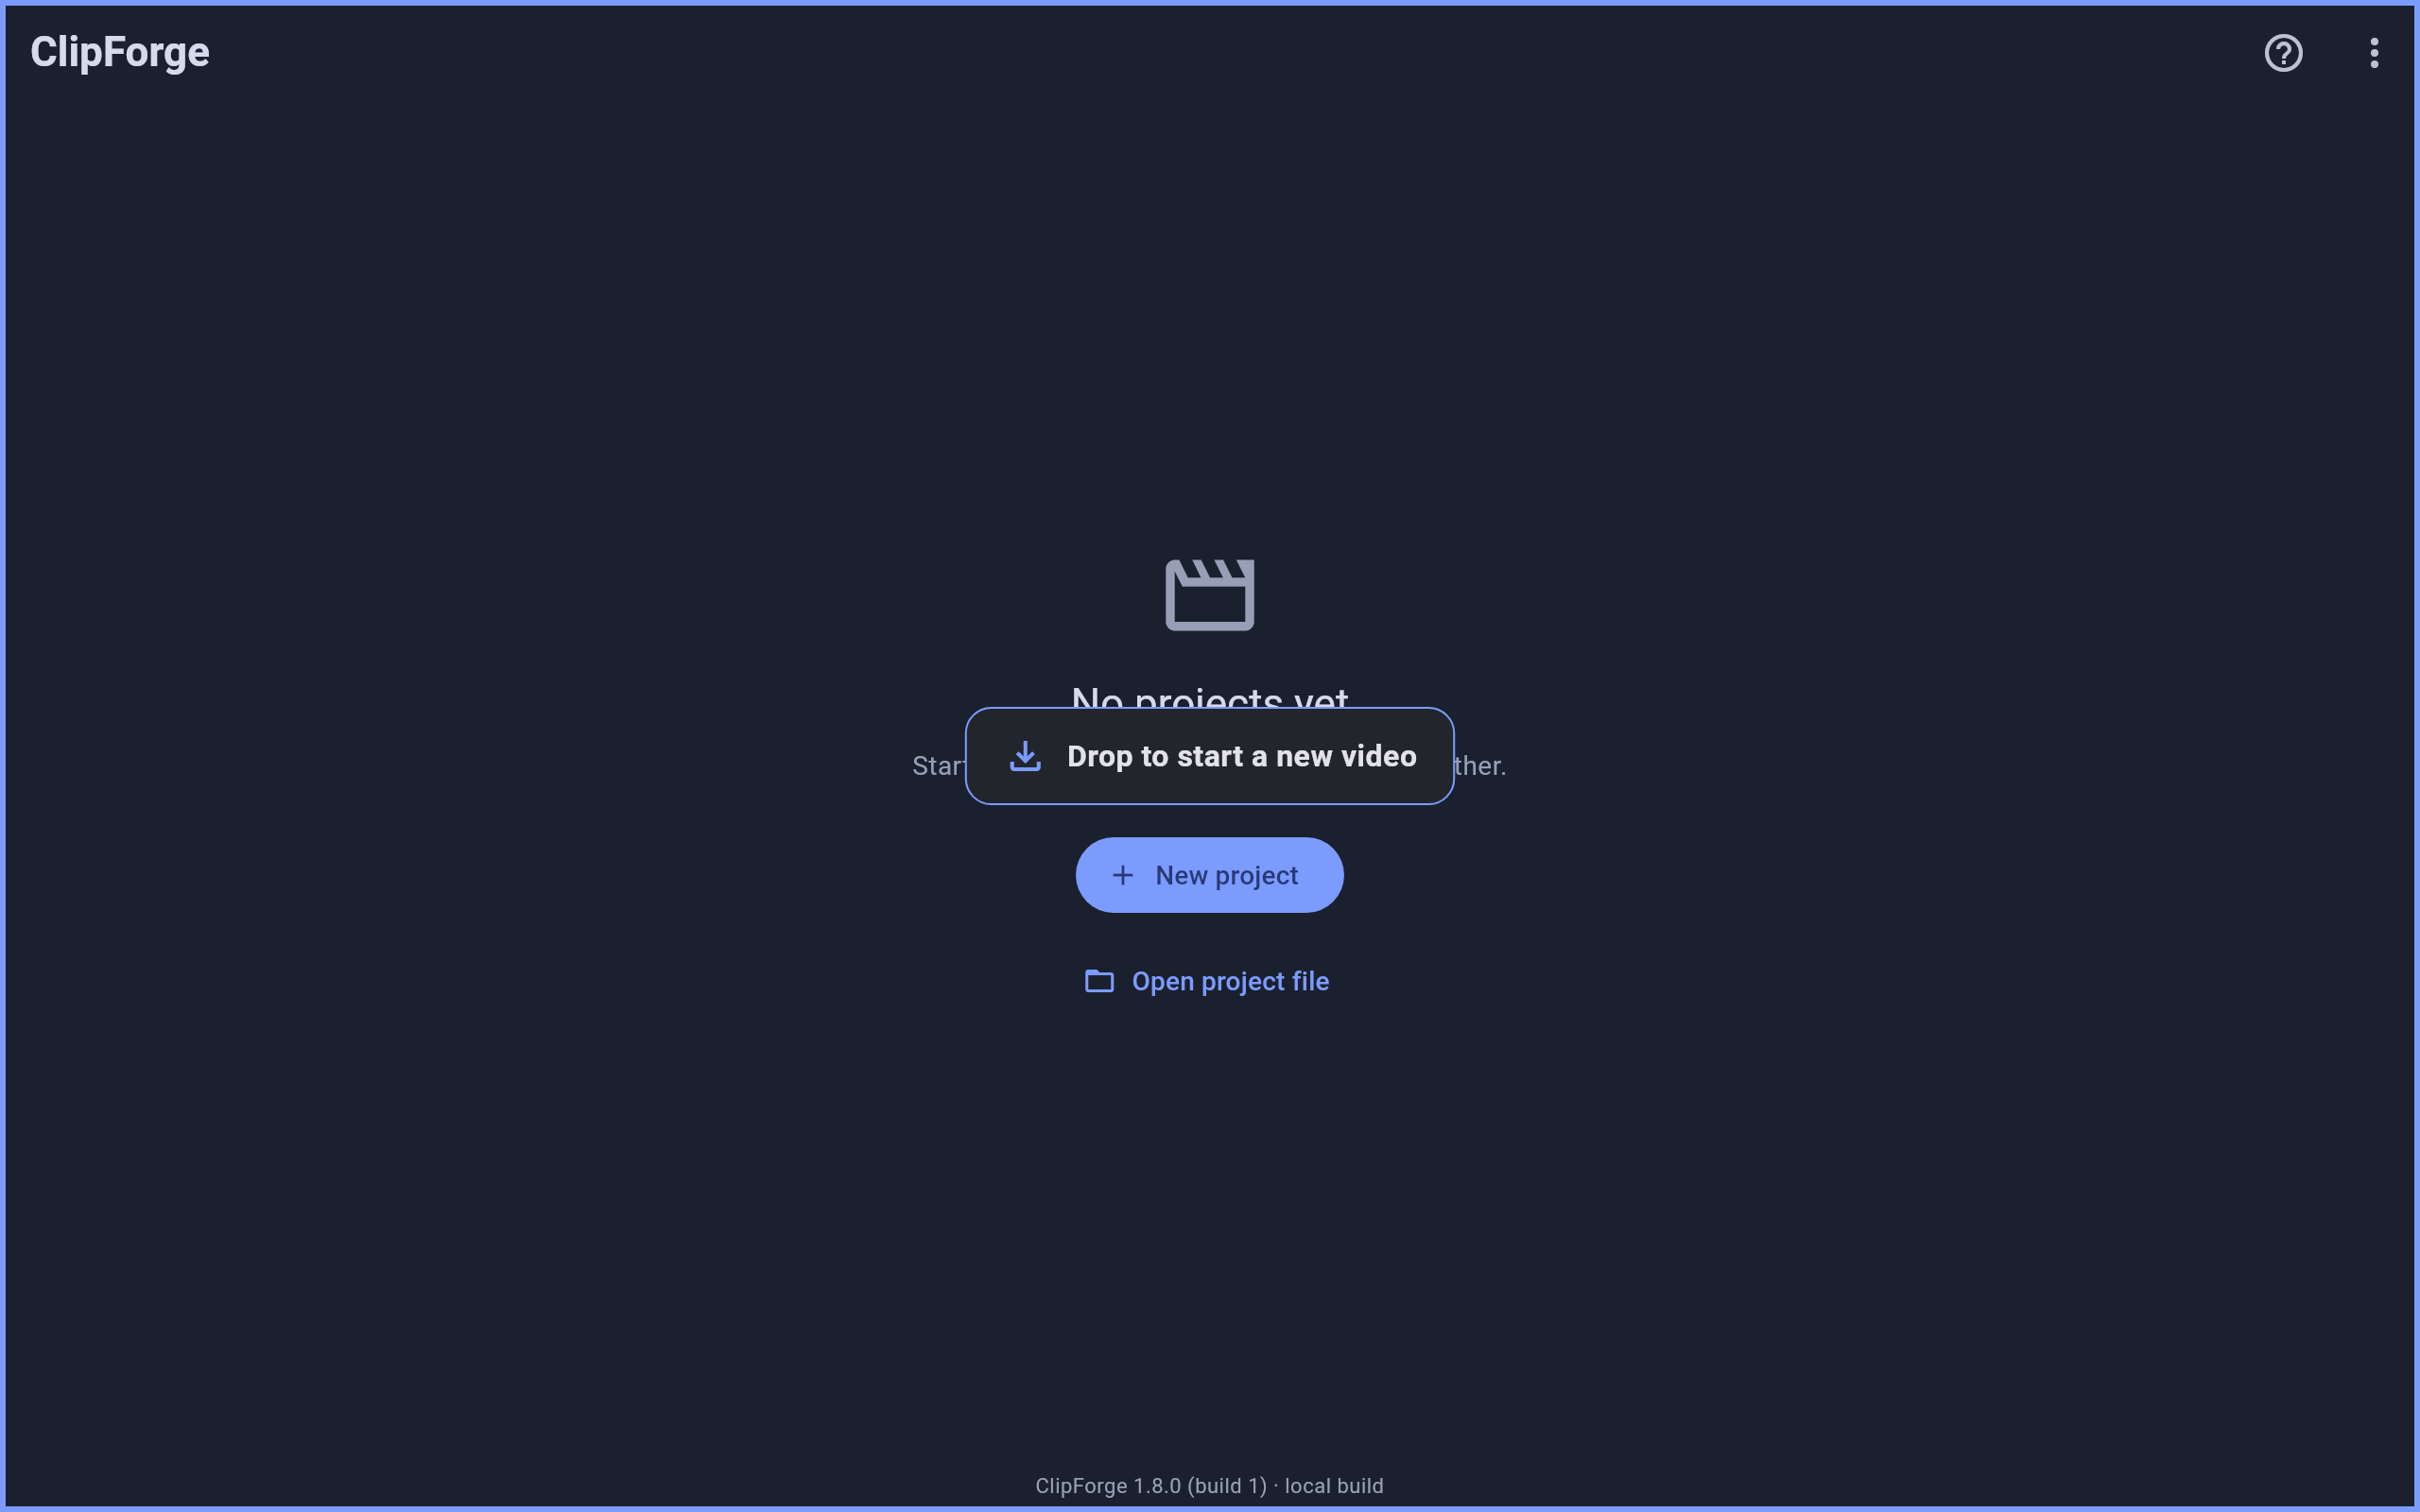 ClipForge
No projects yet
Drop to start a new video
ther.
New project
Open project file
ClipForge 1.8.0 (build 1) · local build